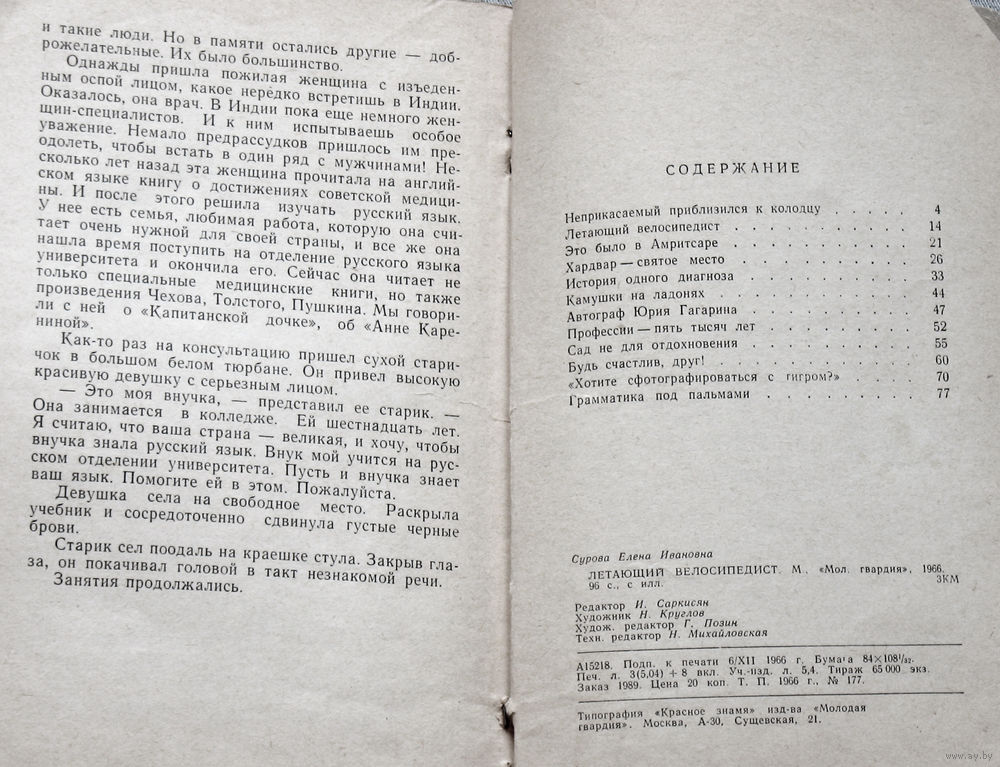 и такие люди. Но в памяти остались другие — доб-
рожелательные. Их было большинство.
Однажды пришла пожилая женщина с изъеден-
ным оспой лицом, какое нередко встретишь в Индии.
Оказалось, она врач. В Индии пока еще немного жен-
щин-специалистов. И к ним испытываешь особое
уважение. Немало предрассудков пришлось им пре-
одолеть, чтобы встать в один ряд с мужчинами! Не-
сколько лет назад эта женщина прочитала на англий-
ском языке книгу о достижениях советской медици-
ны. И после этого решила изучать русский язык.
У нее есть семья, любимая работа, которую она счи-
тает очень нужной для своей страны, и все же она
нашла время поступить на отделение русского языка
университета и окончила его. Сейчас она читает не
только специальные медицинские книги, но также
произведения Чехова, Толстого, Пушкина. Мы говори-
ли с ней о «Капитанской дочке», об «Анне Каре-
ниной».
Как-то раз на консультацию пришел сухой стари-
чок в большом белом тюрбане. Он привел высокую
красивую девушку с серьезным лицом.
— Это моя внучка, — представил ее старик. —
Она занимается в колледже. Ей шестнадцать лет.
Я считаю, что ваша страна — великая, и хочу, чтобы
внучка знала русский язык. Внук мой учится на рус-
ском отделении университета. Пусть и внучка знает
ваш язык. Помогите ей в этом. Пожалуйста.
Девушка села на свободное место. Раскрыла
учебник и сосредоточенно сдвинула густые черные
брови.
Старик сел поодаль на краешке стула. Закрыв гла-
за, он покачивал головой в такт незнакомой речи.
Занятия продолжались.
СОДЕРЖАНИЕ
Неприкасаемый приблизился к колодцу . . . . . 4
Летающий велосипедист . . . . . . . . . 14
Это было в Амритсаре . . . . . . . . . 21
Хардвар — святое место . . . . . . . . . 26
История одного диагноза . . . . . . . . . 33
Камушки на ладонях . . . . . . . . . . 44
Автограф Юрия Гагарина . . . . . . . . . 47
Профессии — пять тысяч лет . . . . . . . . 52
Сад не для отдохновения . . . . . . . . . 55
Будь счастлив, друг! . . . . . . . . . . 60
«Хотите сфотографироваться с тигром?» . . . . 70
Грамматика под пальмами . . . . . . . . . 77
Сурова Елена Ивановна
ЛЕТАЮЩИЙ ВЕЛОСИПЕДИСТ. М., «Мол. гвардия», 1966.
96 с., с илл. 3КМ
Редактор И. Саркисян
Художник Н. Круглов
Худож. редактор Г. Позин
Техн. редактор Н. Михайловская
А15218. Подп. к печати 6/XII 1966 г. Бумага 84×108¹/₃₂.
Печ. л. 3(5,04) + 8 вкл. Уч.-изд. л. 5,4. Тираж 65 000 экз.
Заказ 1989. Цена 20 коп. Т. П. 1966 г., № 177.
Типография «Красное знамя» изд-ва «Молодая
гвардия». Москва, А-30, Сущевская, 21.
www.ay.by